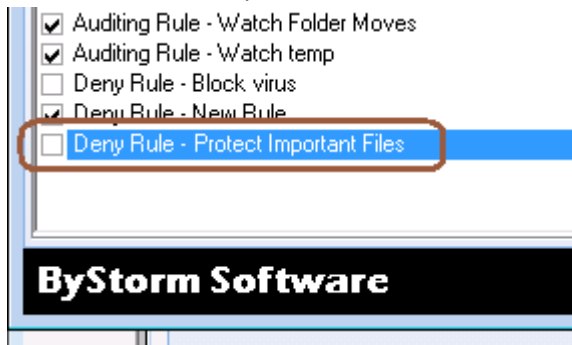 Auditing Rule - Watch Folder Moves
Auditing Rule - Watch temp
Deny Rule - Block virus
Deny Rule - New Rule
Deny Rule - Protect Important Files
ByStorm Software